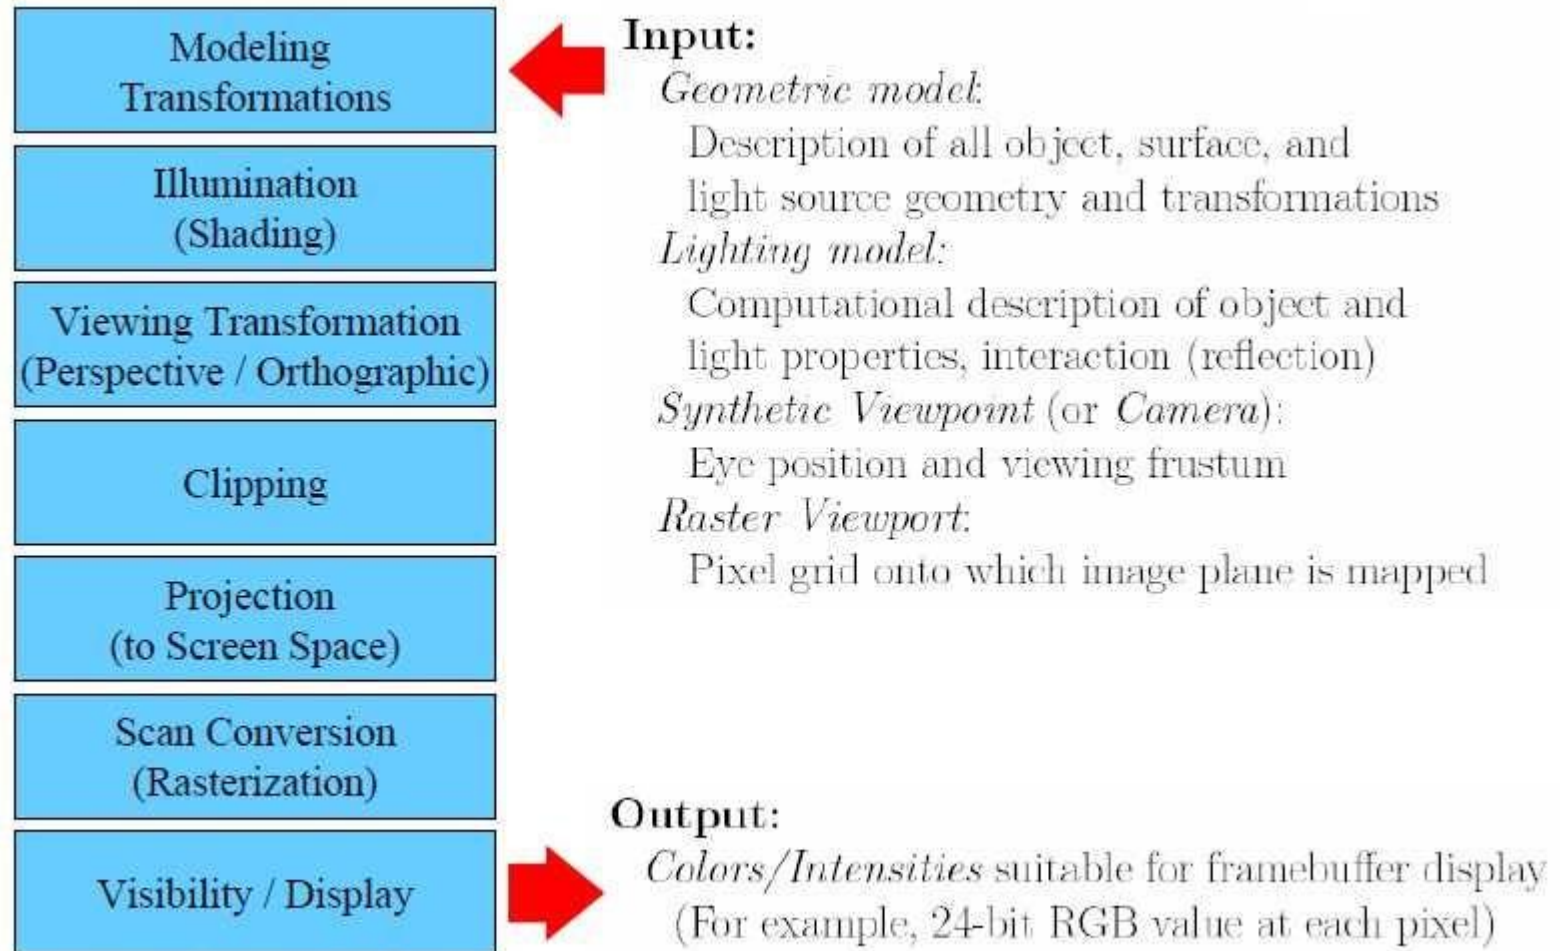 Modeling
Transformations
Illumination
(Shading)
Viewing Transformation
(Perspective / Orthographic)
Clipping
Projection
(to Screen Space)
Scan Conversion
(Rasterization)
Visibility / Display
Input:
Geometric model:
Description of all object, surface, and
light source geometry and transformations
Lighting model:
Computational description of object and
light properties, interaction (reflection)
Synthetic Viewpoint (or Camera):
Eye position and viewing frustum
Raster Viewport:
Pixel grid onto which image plane is mapped
Output:
Colors/Intensities suitable for framebuffer display
(For example, 24-bit RGB value at each pixel)